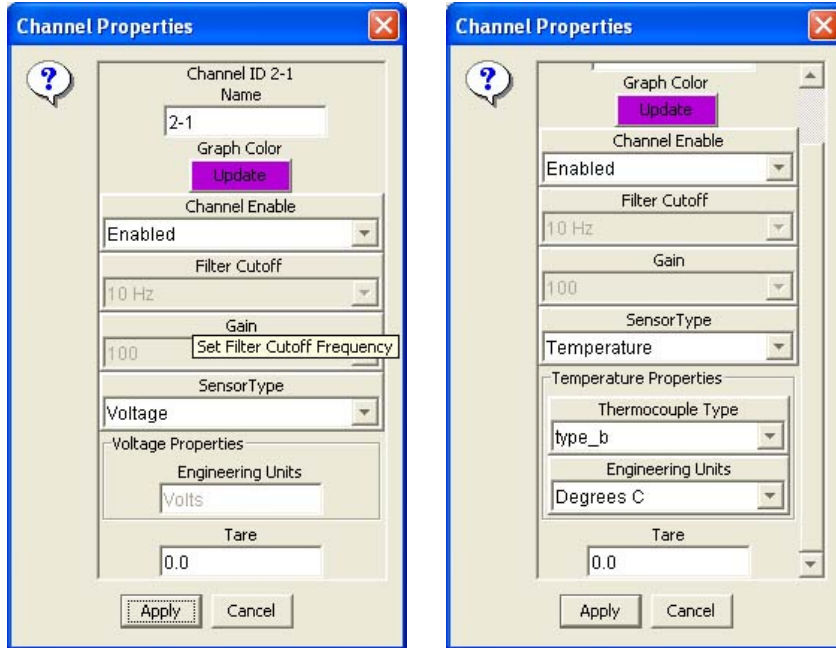 Channel Properties
?
Channel ID 2-1
Name
2-1
Graph Color
Update
Channel Enable
Enabled
Filter Cutoff
10 Hz
Gain
100
Set Filter Cutoff Frequency
SensorType
Voltage
Voltage Properties
Engineering Units
Volts
Tare
0.0
Apply
Cancel
Channel Properties
?
Graph Color
Update
Channel Enable
Enabled
Filter Cutoff
10 Hz
Gain
100
SensorType
Temperature
Temperature Properties
Thermocouple Type
type_b
Engineering Units
Degrees C
Tare
0.0
Apply
Cancel